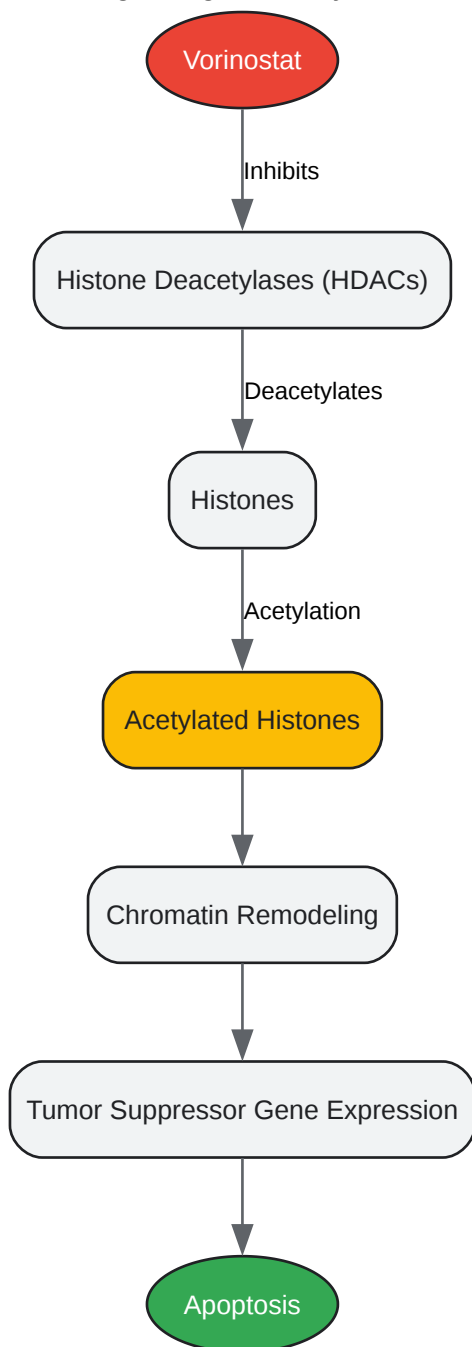 Vorinostat
Inhibits
Histone Deacetylases (HDACs)
Deacetylates
Histones
Acetylation
Acetylated Histones
Chromatin Remodeling
Tumor Suppressor Gene Expression
Apoptosis